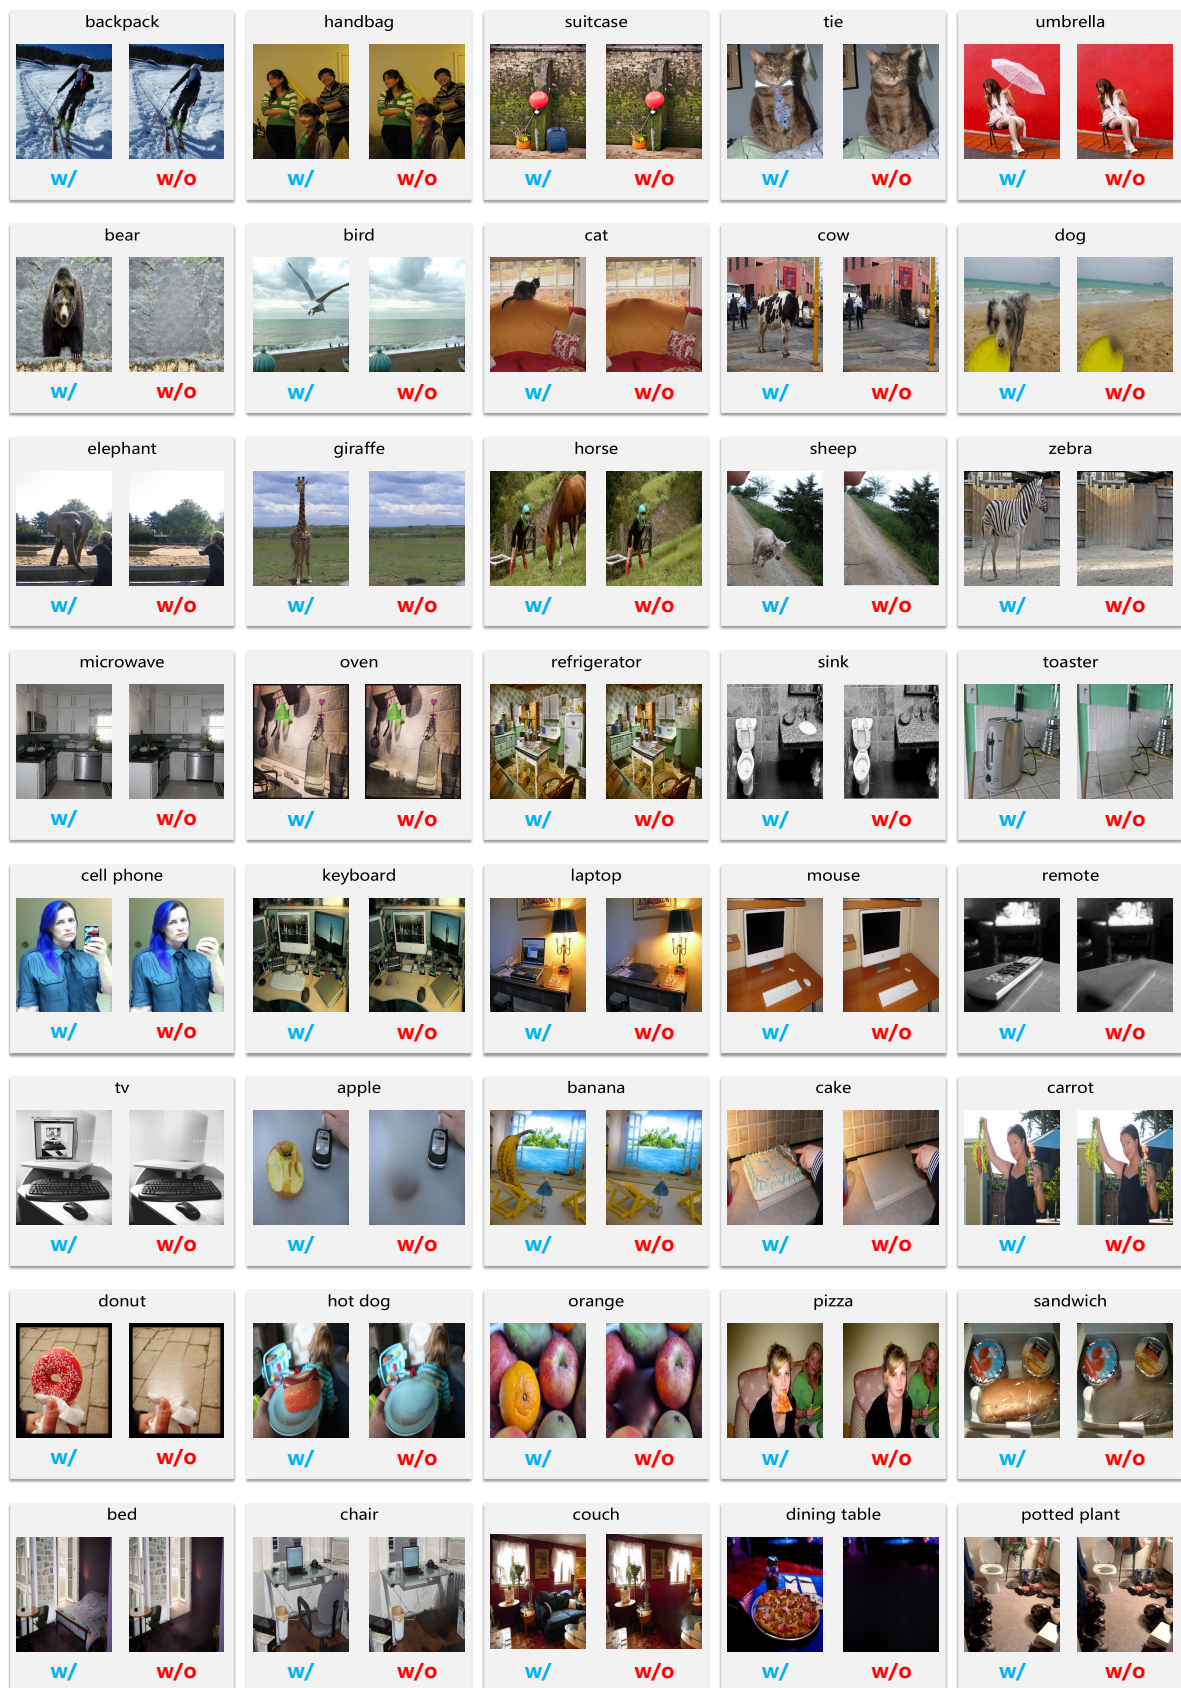 backpack handbag suitcase tie umbrella
w/ w/o w/ w/o w/ w/o w/ w/o w/ w/o
bear bird cat cow dog
w/ w/o w/ w/o w/ w/o w/ w/o w/ w/o
elephant giraffe horse sheep zebra
w/ w/o w/ w/o w/ w/o w/ w/o w/ w/o
microwave oven refrigerator sink toaster
w/ w/o w/ w/o w/ w/o w/ w/o w/ w/o
cell phone keyboard laptop mouse remote
w/ w/o w/ w/o w/ w/o w/ w/o w/ w/o
tv apple banana cake carrot
w/ w/o w/ w/o w/ w/o w/ w/o w/ w/o
donut hot dog orange pizza sandwich
w/ w/o w/ w/o w/ w/o w/ w/o w/ w/o
bed chair couch dining table potted plant
w/ w/o w/ w/o w/ w/o w/ w/o w/ w/o